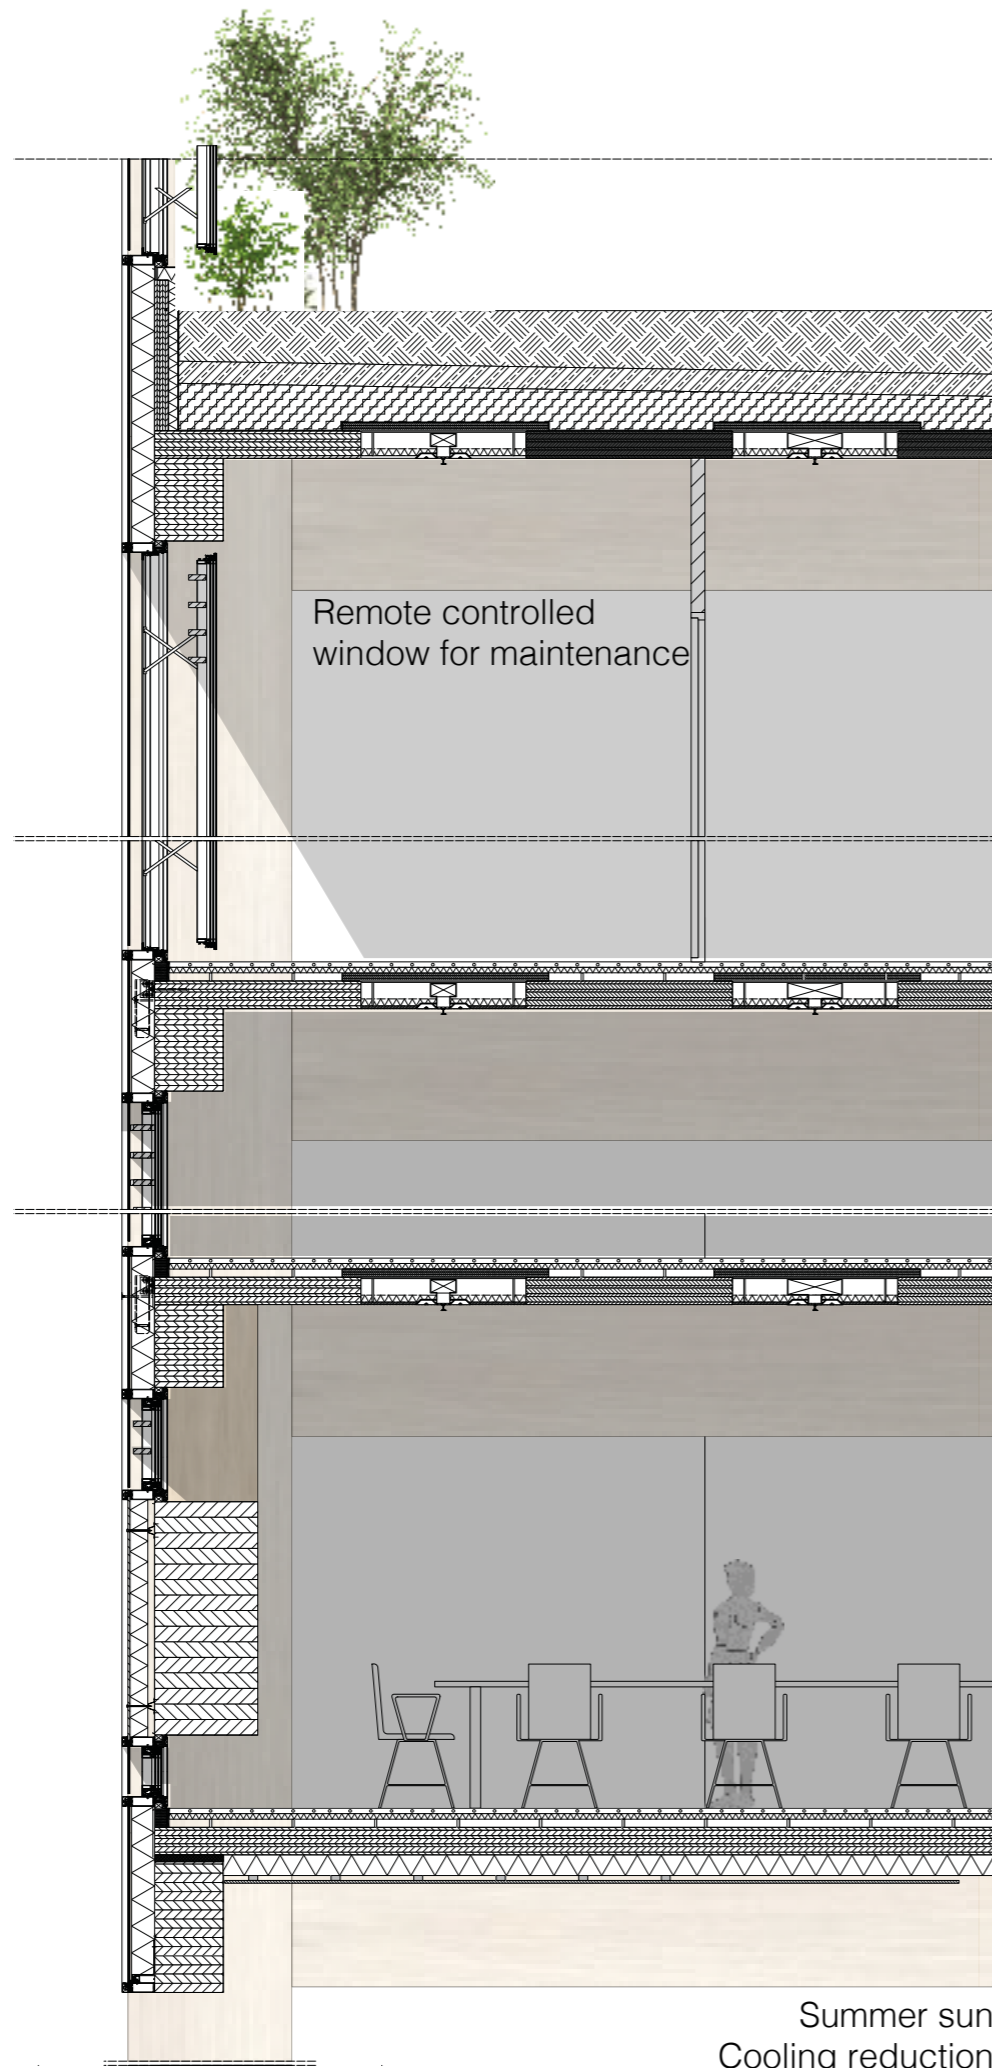 Remote controlled
window for maintenance
Summer sun
Cooling reduction